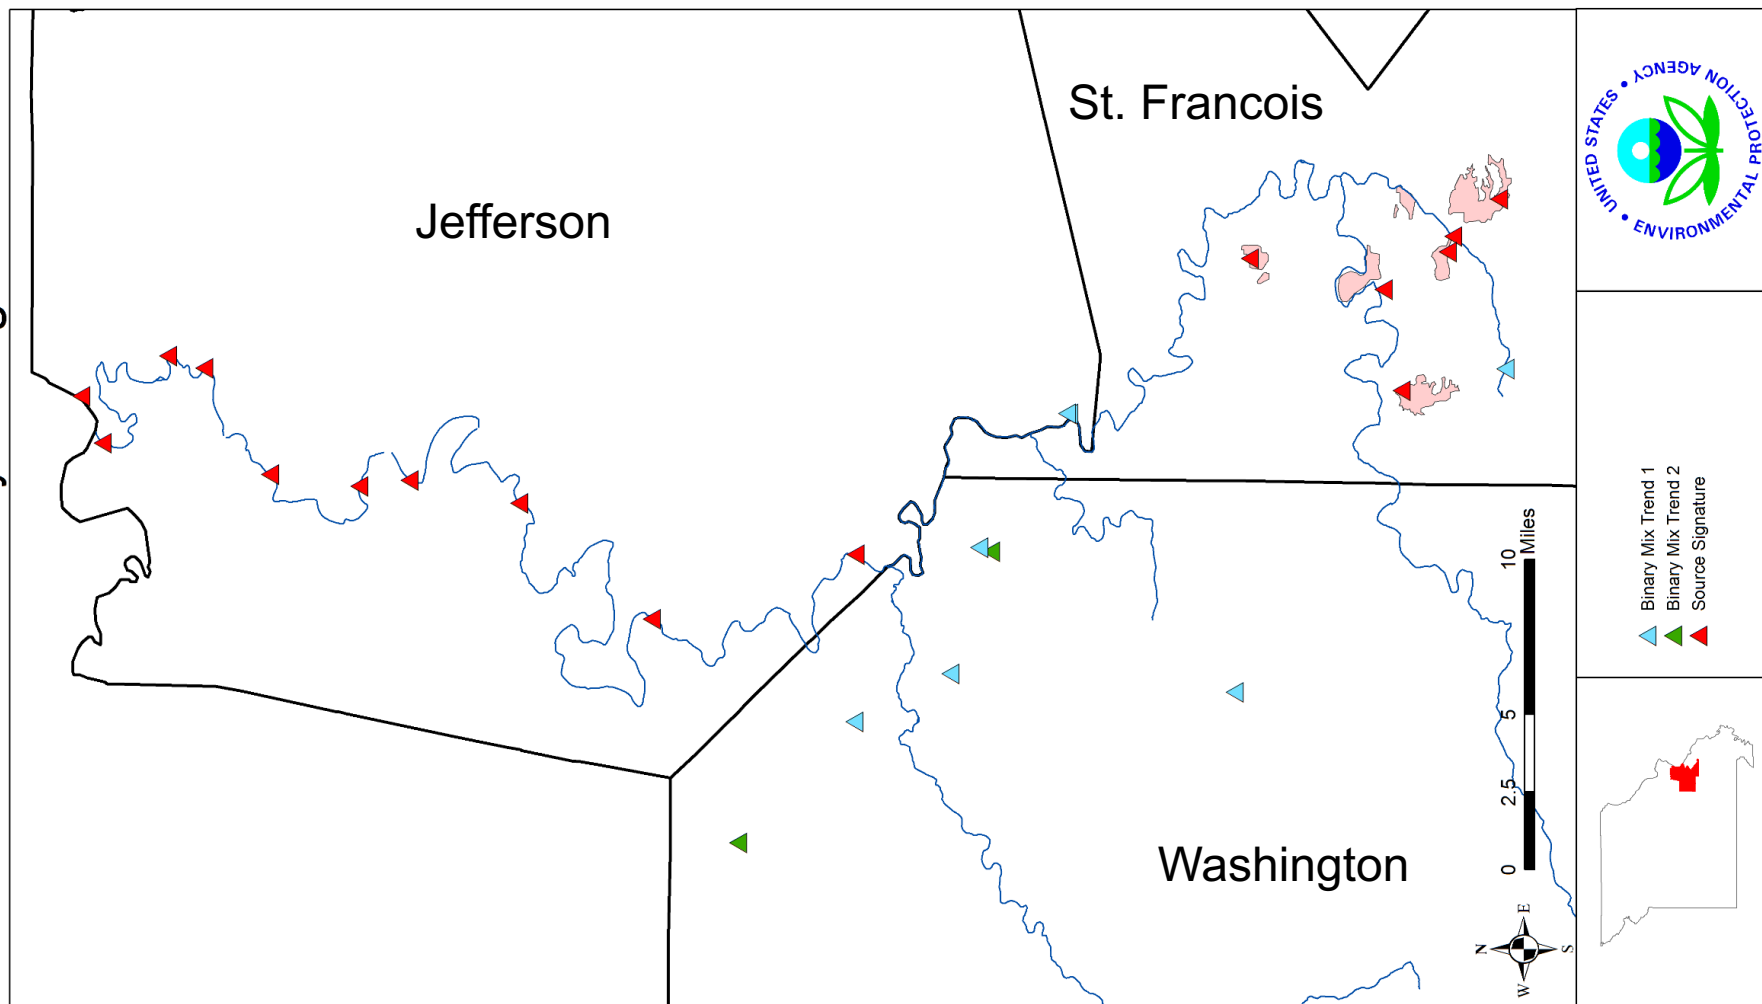 St. Francois
Jefferson
Washington
UNITED STATES • ENVIRONMENTAL PROTECTION AGENCY •
Binary Mix Trend 1
Binary Mix Trend 2
Source Signature
0 2.5 5 10
Miles
N
W E
S